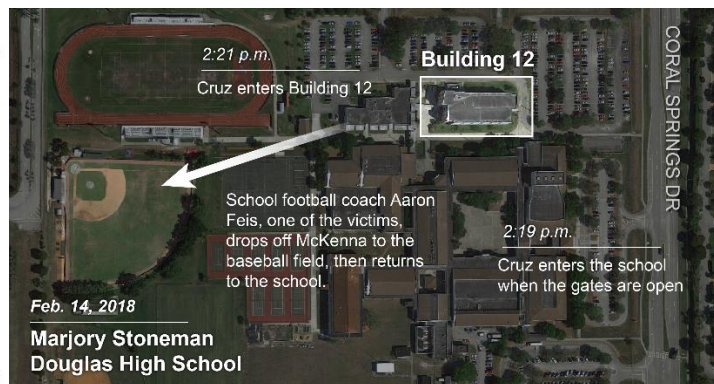 2:21 p.m.
Cruz enters Building 12
Building 12
CORAL SPRINGS DR
School football coach Aaron
Feis, one of the victims,
drops off McKenna to the
baseball field, then returns
to the school.
2:19 p.m.
Cruz enters the school
when the gates are open
Feb. 14, 2018
Marjory Stoneman
Douglas High School